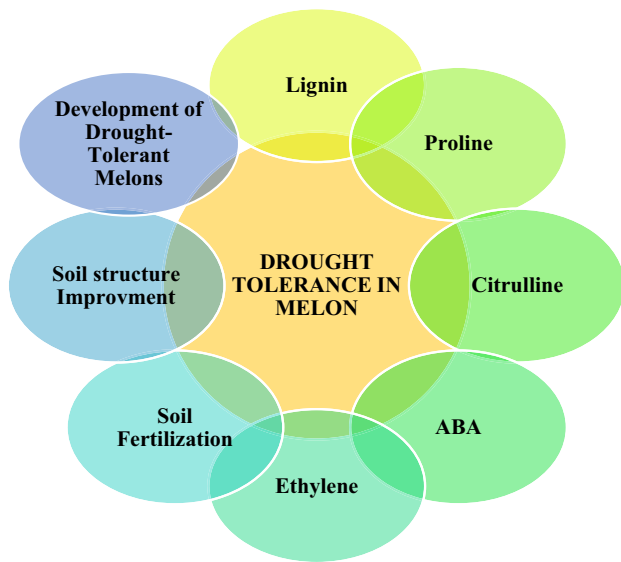 Lignin
Proline
Citrulline
ABA
Ethylene
Soil
Fertilization
Soil structure
Improvment
Development of
Drought-
Tolerant
Melons
DROUGHT
TOLERANCE IN
MELON